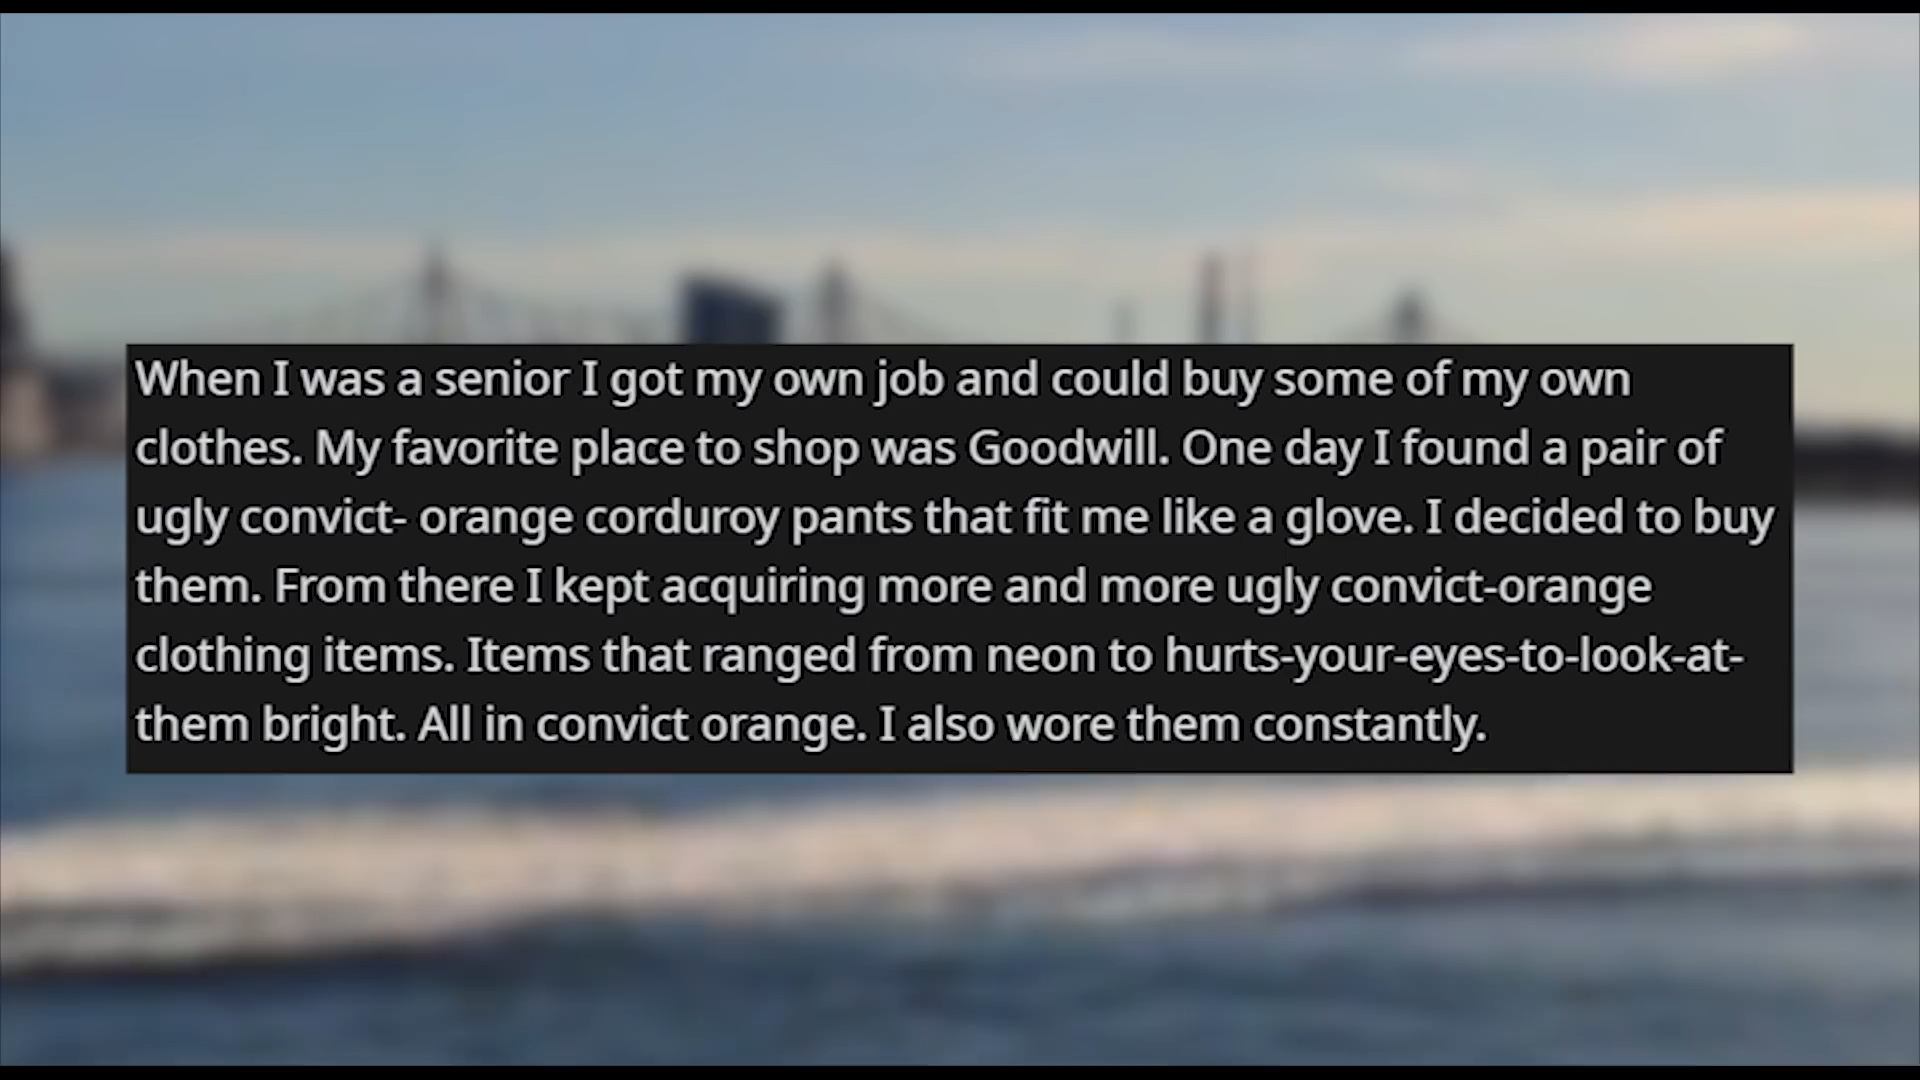 When I was a senior I got my own job and could buy some of my own
clothes. My favorite place to shop was Goodwill. One day I found a pair of
ugly convict- orange corduroy pants that fit me like a glove. I decided to buy
them. From there I kept acquiring more and more ugly convict-orange
clothing items. Items that ranged from neon to hurts-your-eyes-to-look-at-
them bright. All in convict orange. I also wore them constantly.